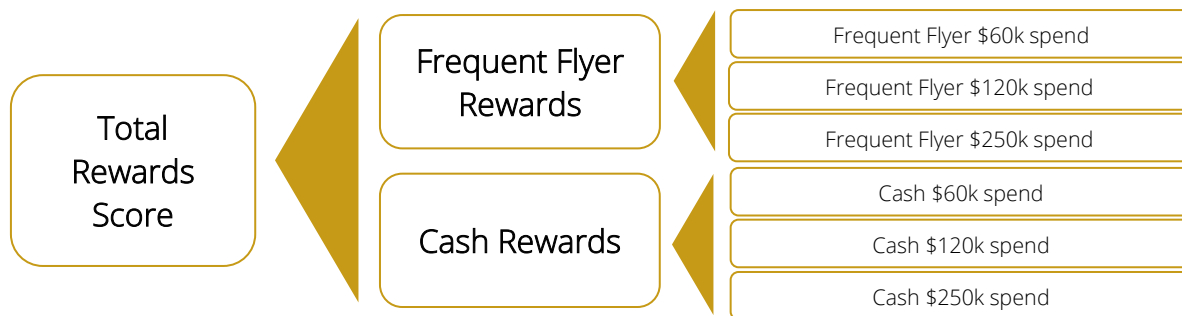 Total
Rewards
Score
Frequent Flyer
Rewards
Cash Rewards
Frequent Flyer $60k spend
Frequent Flyer $120k spend
Frequent Flyer $250k spend
Cash $60k spend
Cash $120k spend
Cash $250k spend